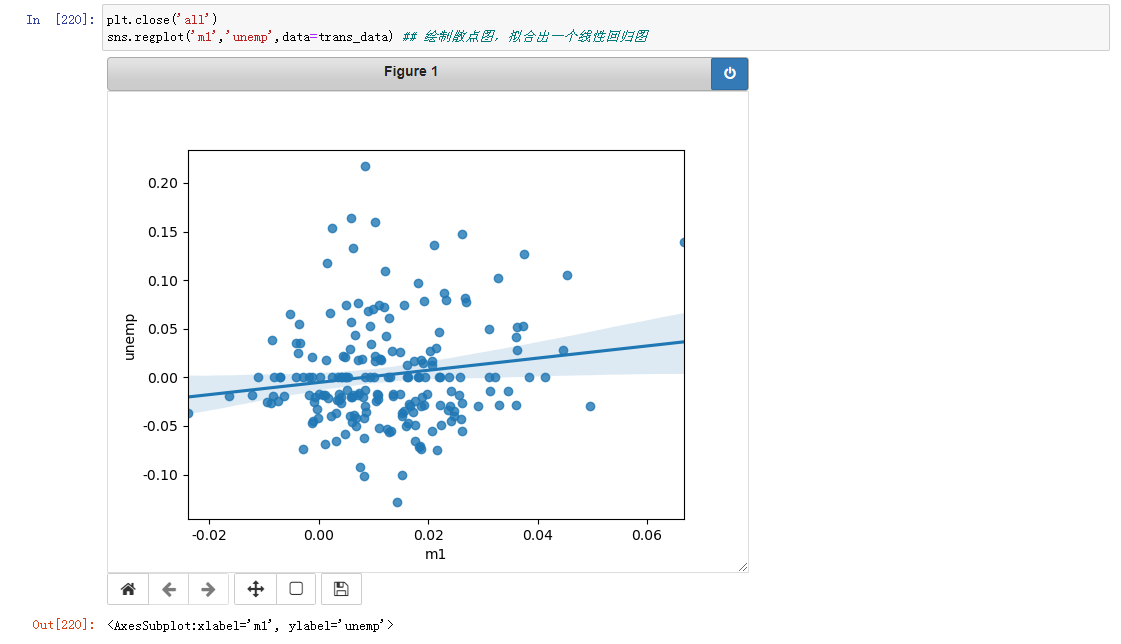 In [220]: plt.close('all')
sns.regplot('m1','unemp',data=trans_data) ## 绘制散点图，拟合出一个线性回归图
Figure 1
0.20
0.15
0.10
0.05
0.00
-0.05
-0.10
unemp
-0.02 0.00 0.02 0.04 0.06
m1
Out[220]: <AxesSubplot:xlabel='m1', ylabel='unemp'>